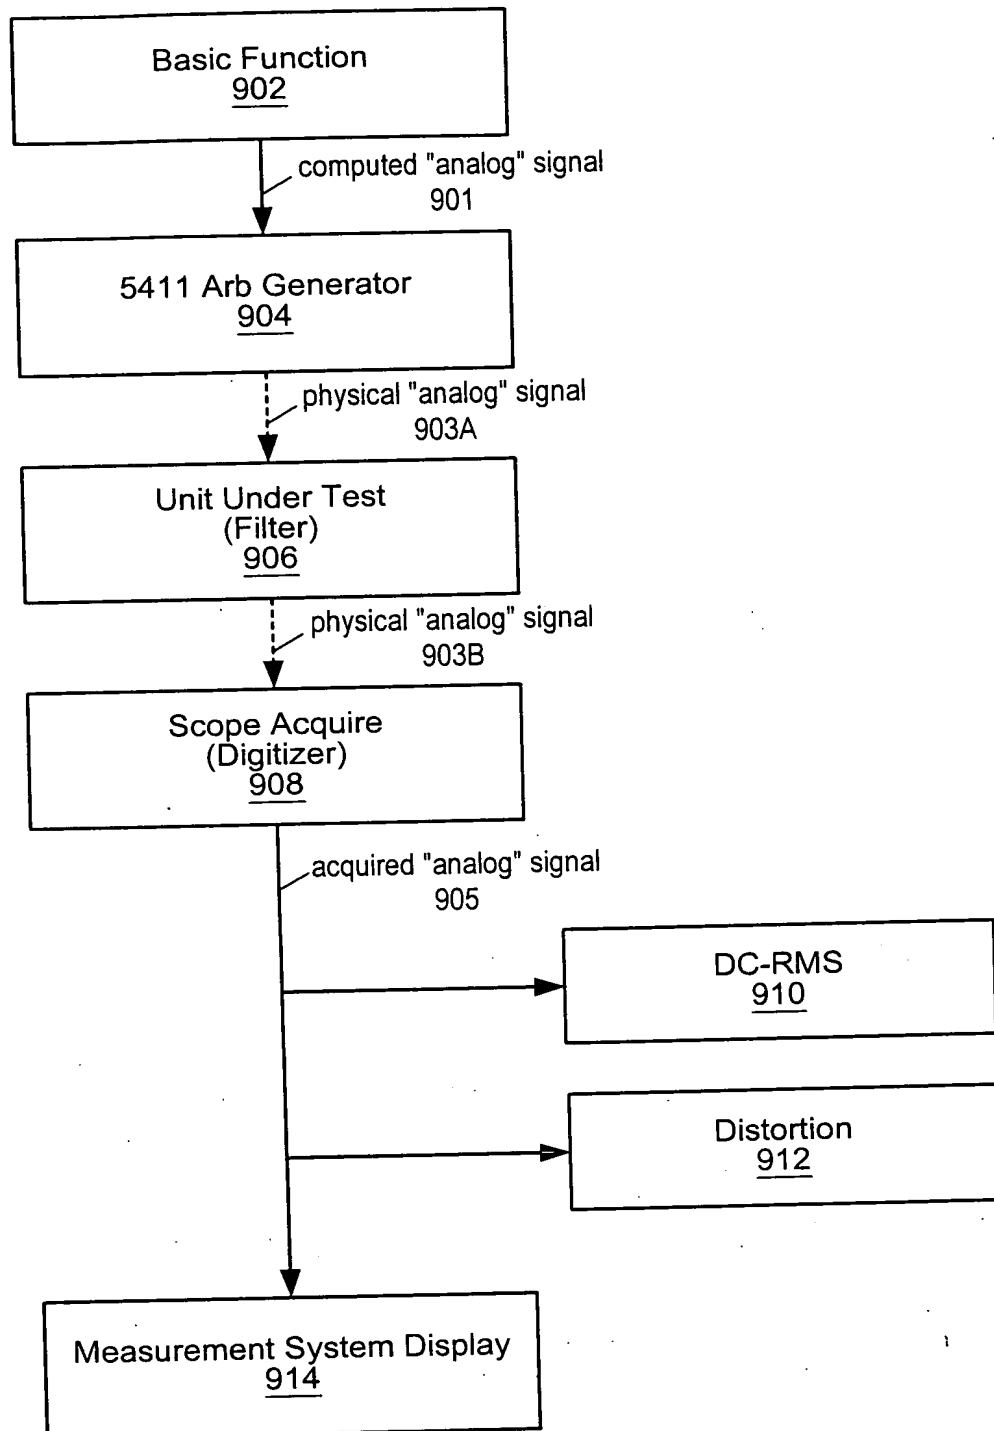 Basic Function
902
computed "analog" signal
901
5411 Arb Generator
904
physical "analog" signal
903A
Unit Under Test
(Filter)
906
physical "analog" signal
903B
Scope Acquire
(Digitizer)
908
acquired "analog" signal
905
DC-RMS
910
Distortion
912
Measurement System Display
914